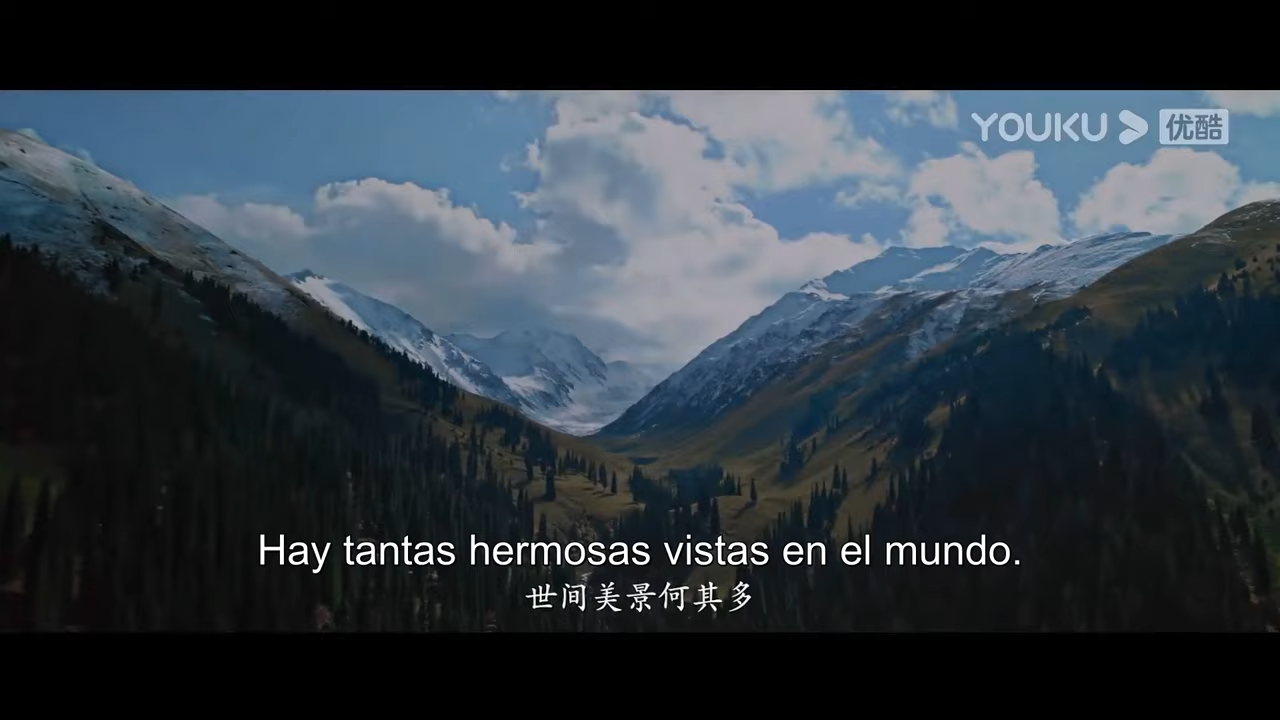 YOUKU 优酷
Hay tantas hermosas vistas en el mundo.
世间美景何其多